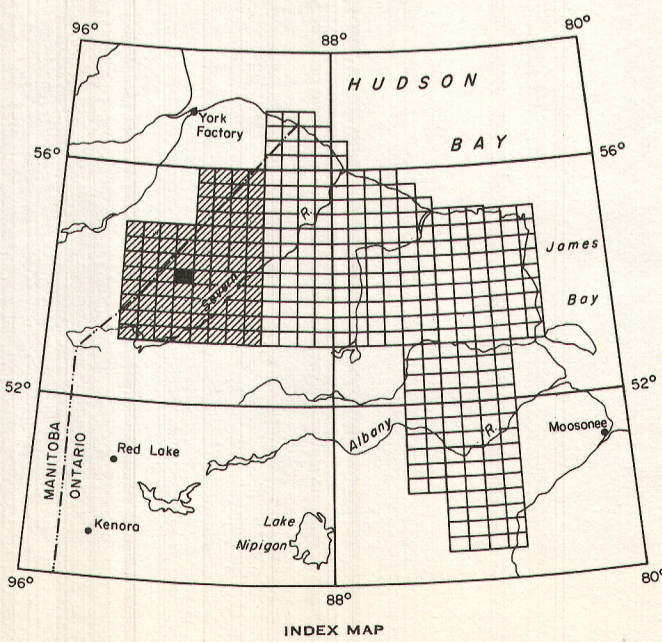 96° 88° 80°
HUDSON
York
Factory
BAY
56° 56°
R.
James
Severn
Bay
52° 52°
Albany R. Moosonee
MANITOBA
ONTARIO
Red Lake
Kenora
Lake
Nipigon
96° 88° 80°
INDEX MAP